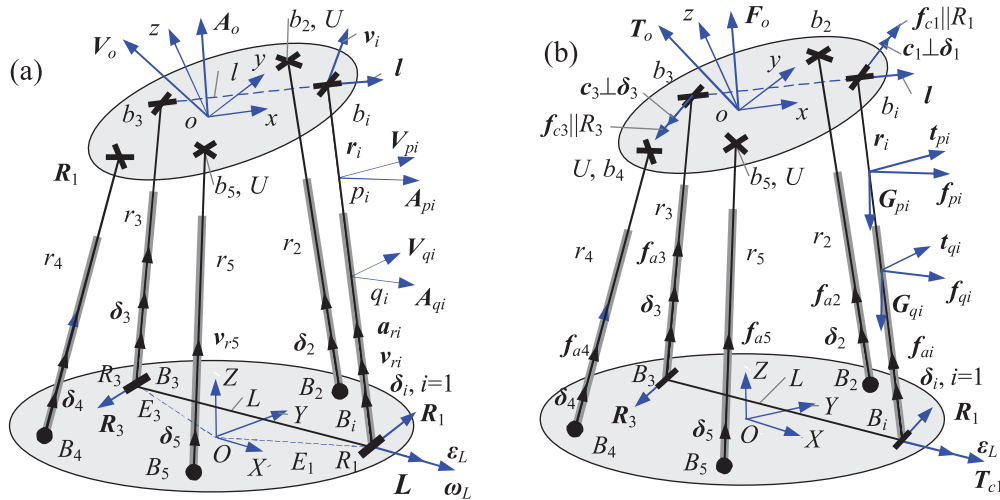 (a)
V_o
z
A_o
b_2, U
v_i
y
l
l
b_3
o
x
b_i
r_i
V_pi
R_1
b_5, U
p_i
A_pi
r_3
r_4
r_5
r_2
V_qi
q_i
A_qi
δ_3
a_ri
v_r5
δ_2
v_ri
δ_i, i=1
R_3
B_3
Z
L
B_2
B_i
R_1
δ_4
R_3
E_3
Y
δ_5
O
X
E_1
R_1
ε_L
B_4
B_5
L
ω_L
(b)
T_o
z
F_o
b_2
f_c1||R_1
c_1⊥δ_1
b_3
y
c_3⊥δ_3
o
x
b_i
l
f_c3||R_3
r_i
t_pi
U, b_4
b_5, U
G_pi
f_pi
r_3
r_4
f_a3
r_5
r_2
t_qi
f_qi
G_qi
δ_3
f_a2
f_a4
f_a5
δ_2
f_ai
δ_i, i=1
B_3
Z
L
B_2
B_i
R_1
δ_4
R_3
Y
δ_5
O
X
ε_L
B_4
B_5
T_c1